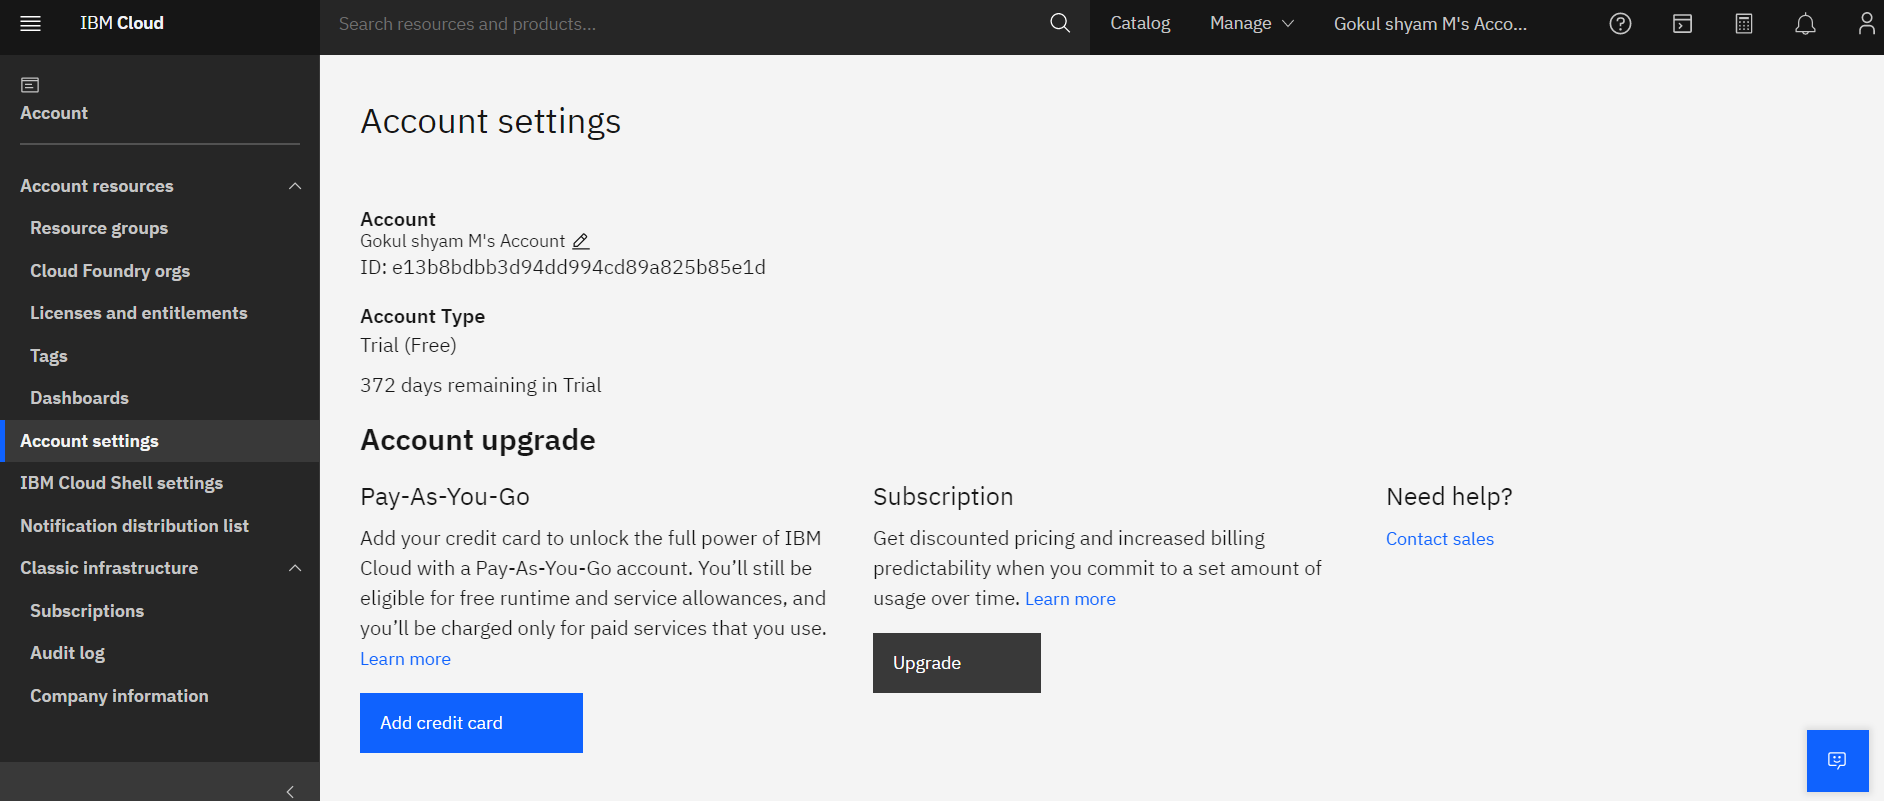 IBM Cloud
Search resources and products...
Catalog
Manage
Gokul shyam M's Acco...
Account
Account resources
Resource groups
Cloud Foundry orgs
Licenses and entitlements
Tags
Dashboards
Account settings
IBM Cloud Shell settings
Notification distribution list
Classic infrastructure
Subscriptions
Audit log
Company information
Account settings
Account
Gokul shyam M's Account
ID: e13b8bdbb3d94dd994cd89a825b85e1d
Account Type
Trial (Free)
372 days remaining in Trial
Account upgrade
Pay-As-You-Go
Add your credit card to unlock the full power of IBM
Cloud with a Pay-As-You-Go account. You’ll still be
eligible for free runtime and service allowances, and
you’ll be charged only for paid services that you use.
Learn more
Add credit card
Subscription
Get discounted pricing and increased billing
predictability when you commit to a set amount of
usage over time. Learn more
Upgrade
Need help?
Contact sales